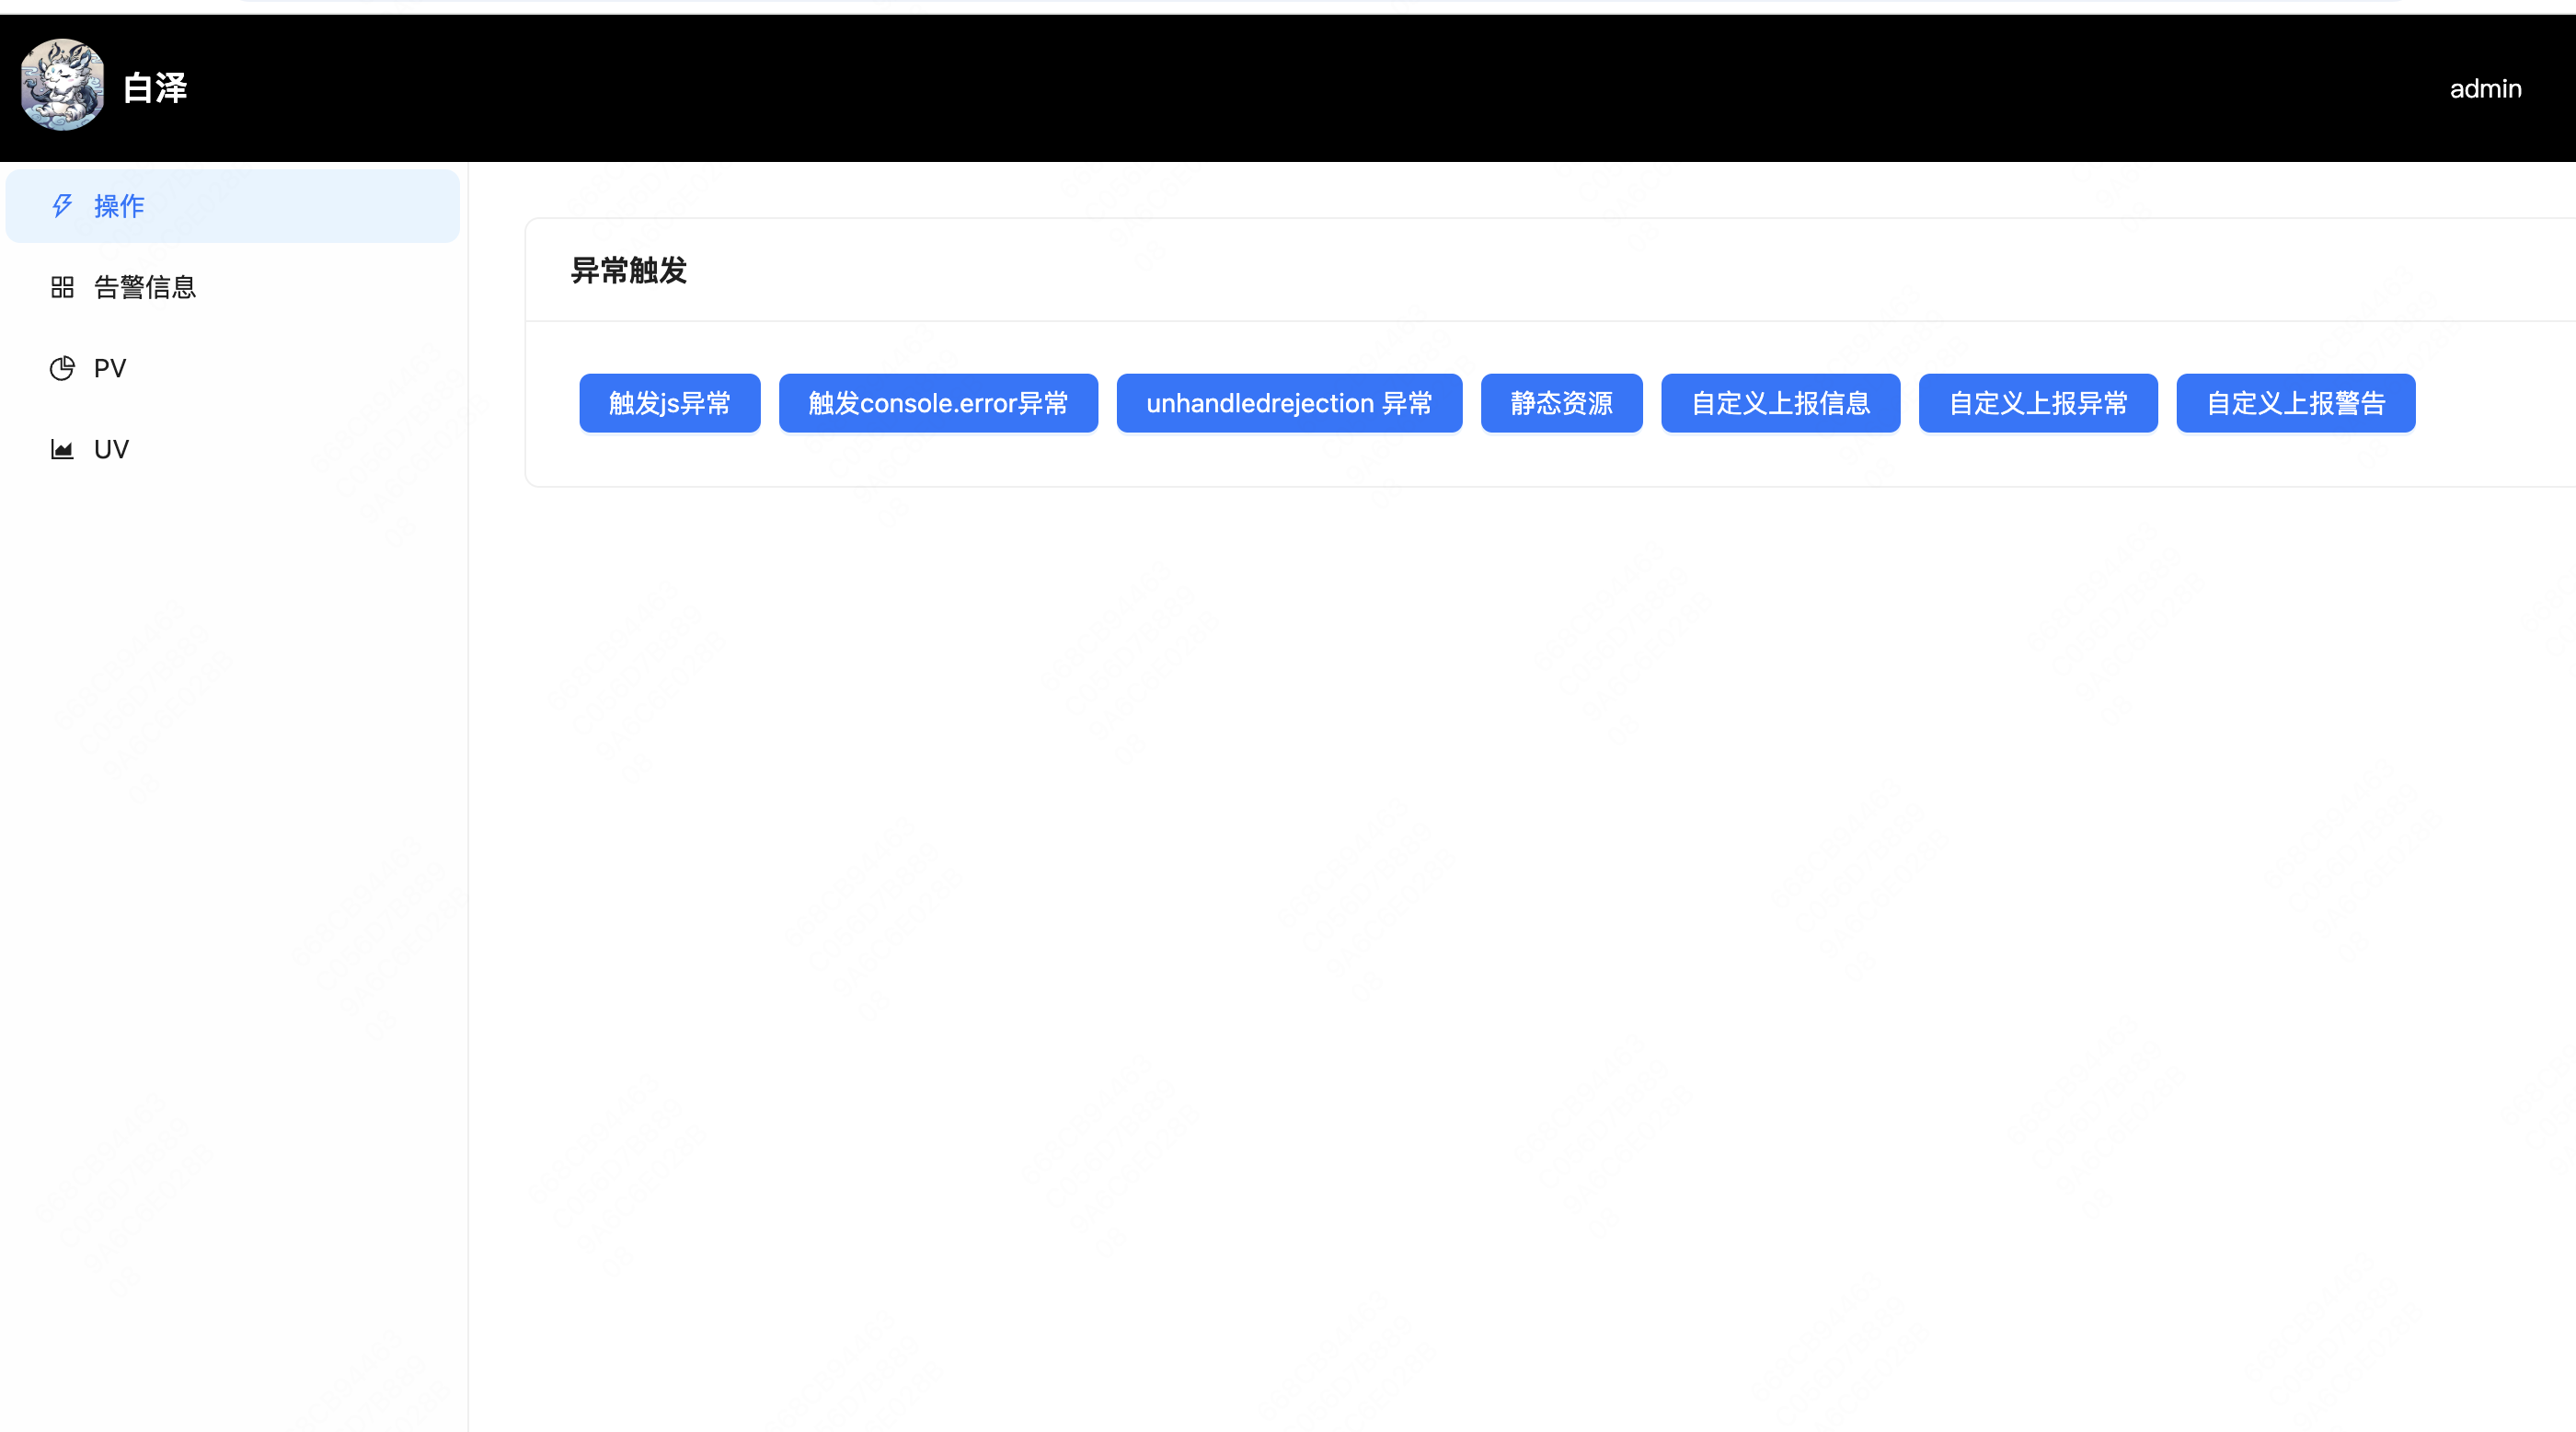 白泽
admin
操作
告警信息
PV
UV
异常触发
触发js异常
触发console.error异常
unhandledrejection 异常
静态资源
自定义上报信息
自定义上报异常
自定义上报警告